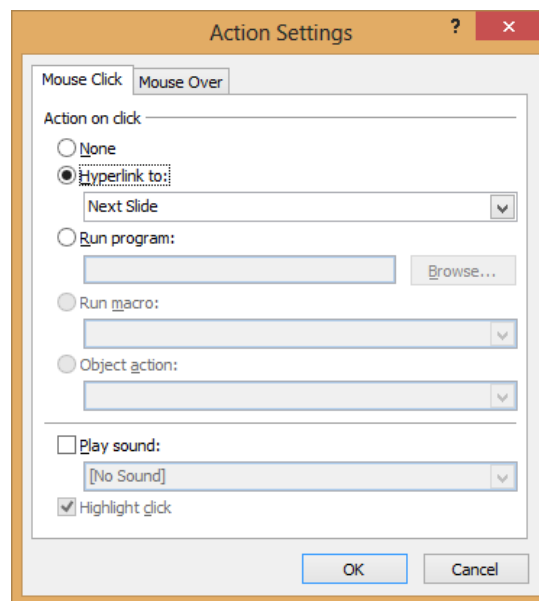 Action Settings ? ×
Mouse Click Mouse Over
Action on click
None
Hyperlink to:
Next Slide
Run program:
Browse...
Run macro:
Object action:
Play sound:
[No Sound]
Highlight click
OK Cancel